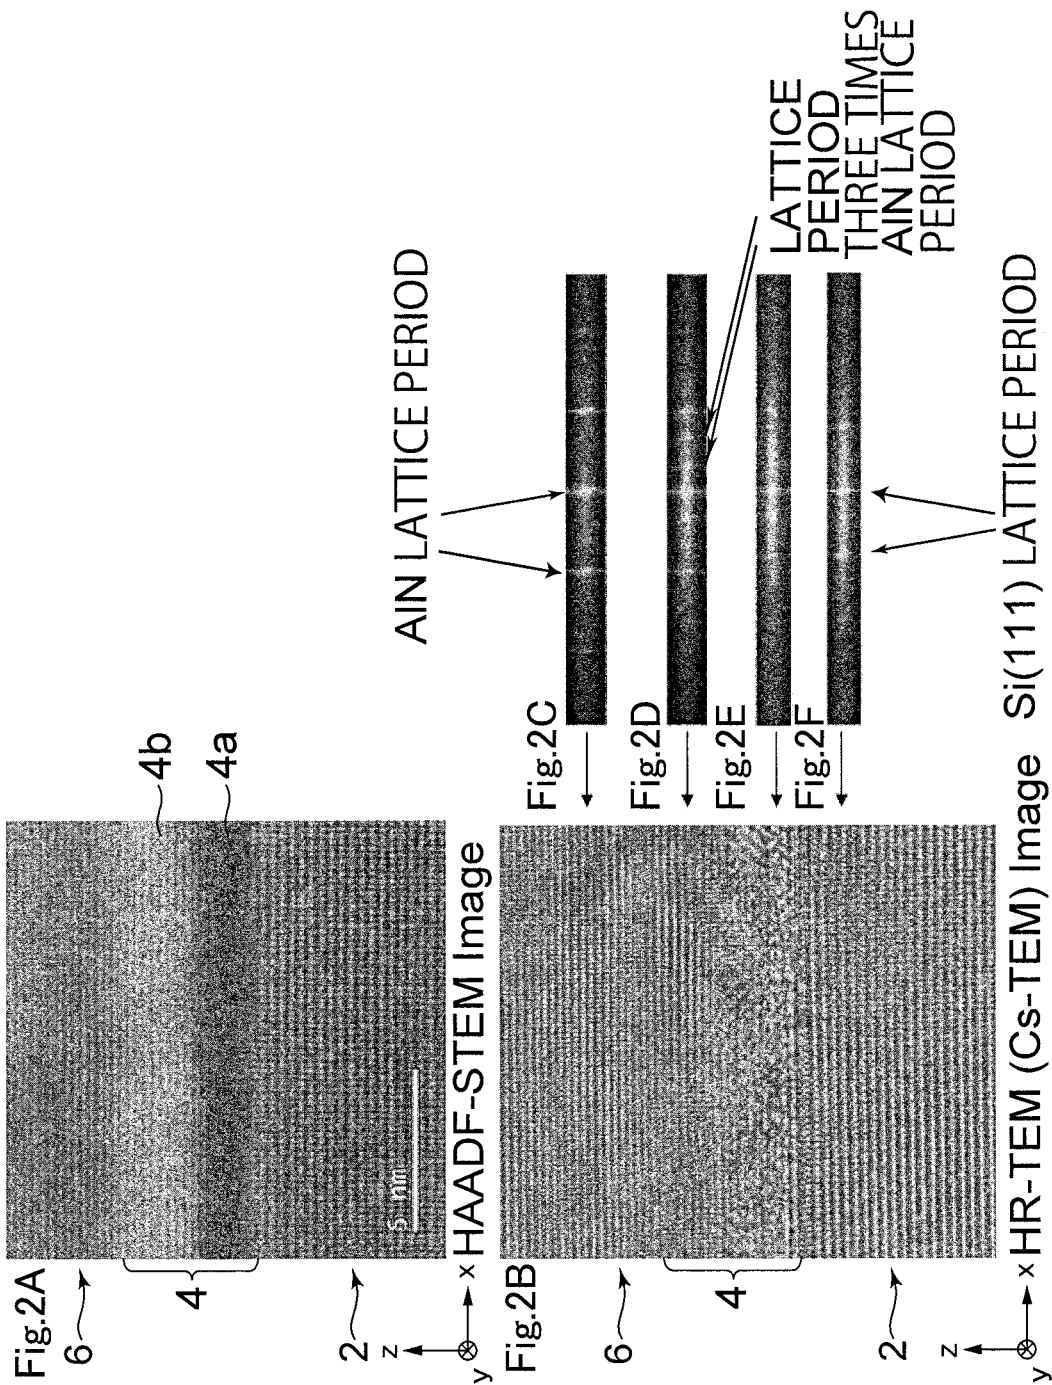 Fig.2A
6
4
2
z
y
x
4b
4a
5 nm
HAADF-STEM Image
Fig.2B
6
4
2
z
y
x
HR-TEM (Cs-TEM) Image
Fig.2C
Fig.2D
Fig.2E
Fig.2F
AlN LATTICE PERIOD
LATTICE
PERIOD
THREE TIMES
AlN LATTICE
PERIOD
Si(111) LATTICE PERIOD